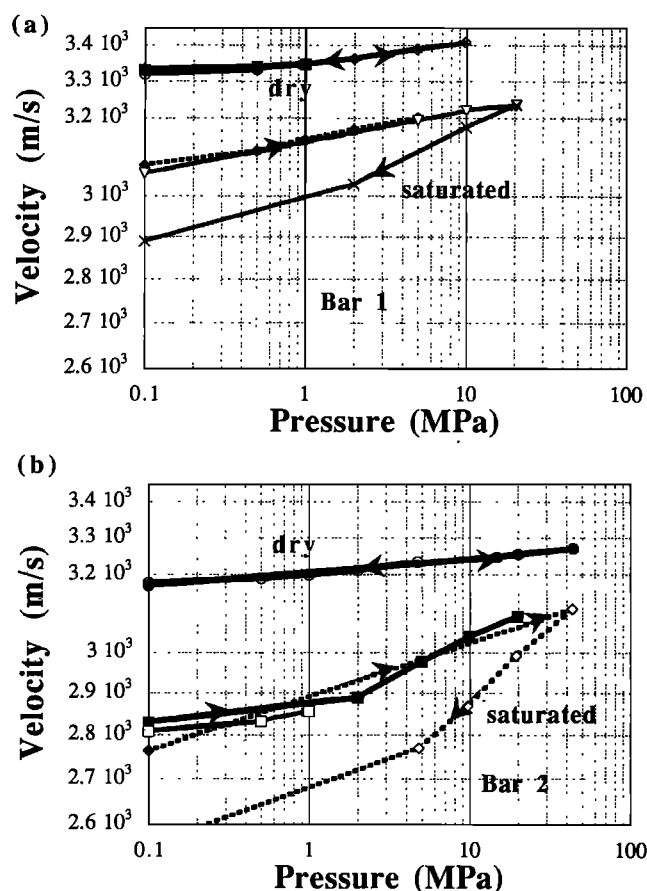 (a)
3.4 10³
3.3 10³
dry
3.2 10³
3 10³
saturated
2.9 10³
2.8 10³
Bar 1
2.7 10³
2.6 10³
Velocity (m/s)
0.1 1 10 100
Pressure (MPa)
(b)
3.4 10³
3.3 10³
dry
3.2 10³
3 10³
2.9 10³
saturated
2.8 10³
2.7 10³
Bar 2
2.6 10³
Velocity (m/s)
0.1 1 10 100
Pressure (MPa)